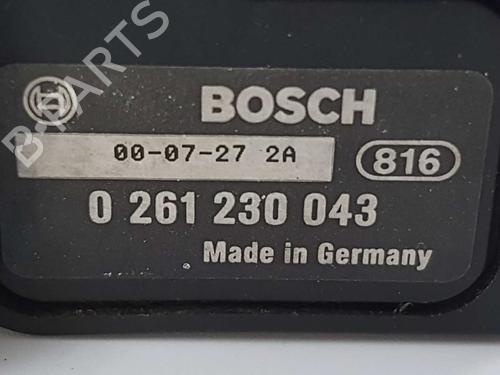 B-PARTS
BOSCH
00-07-27 2A
816
0 261 230 043
Made in Germany